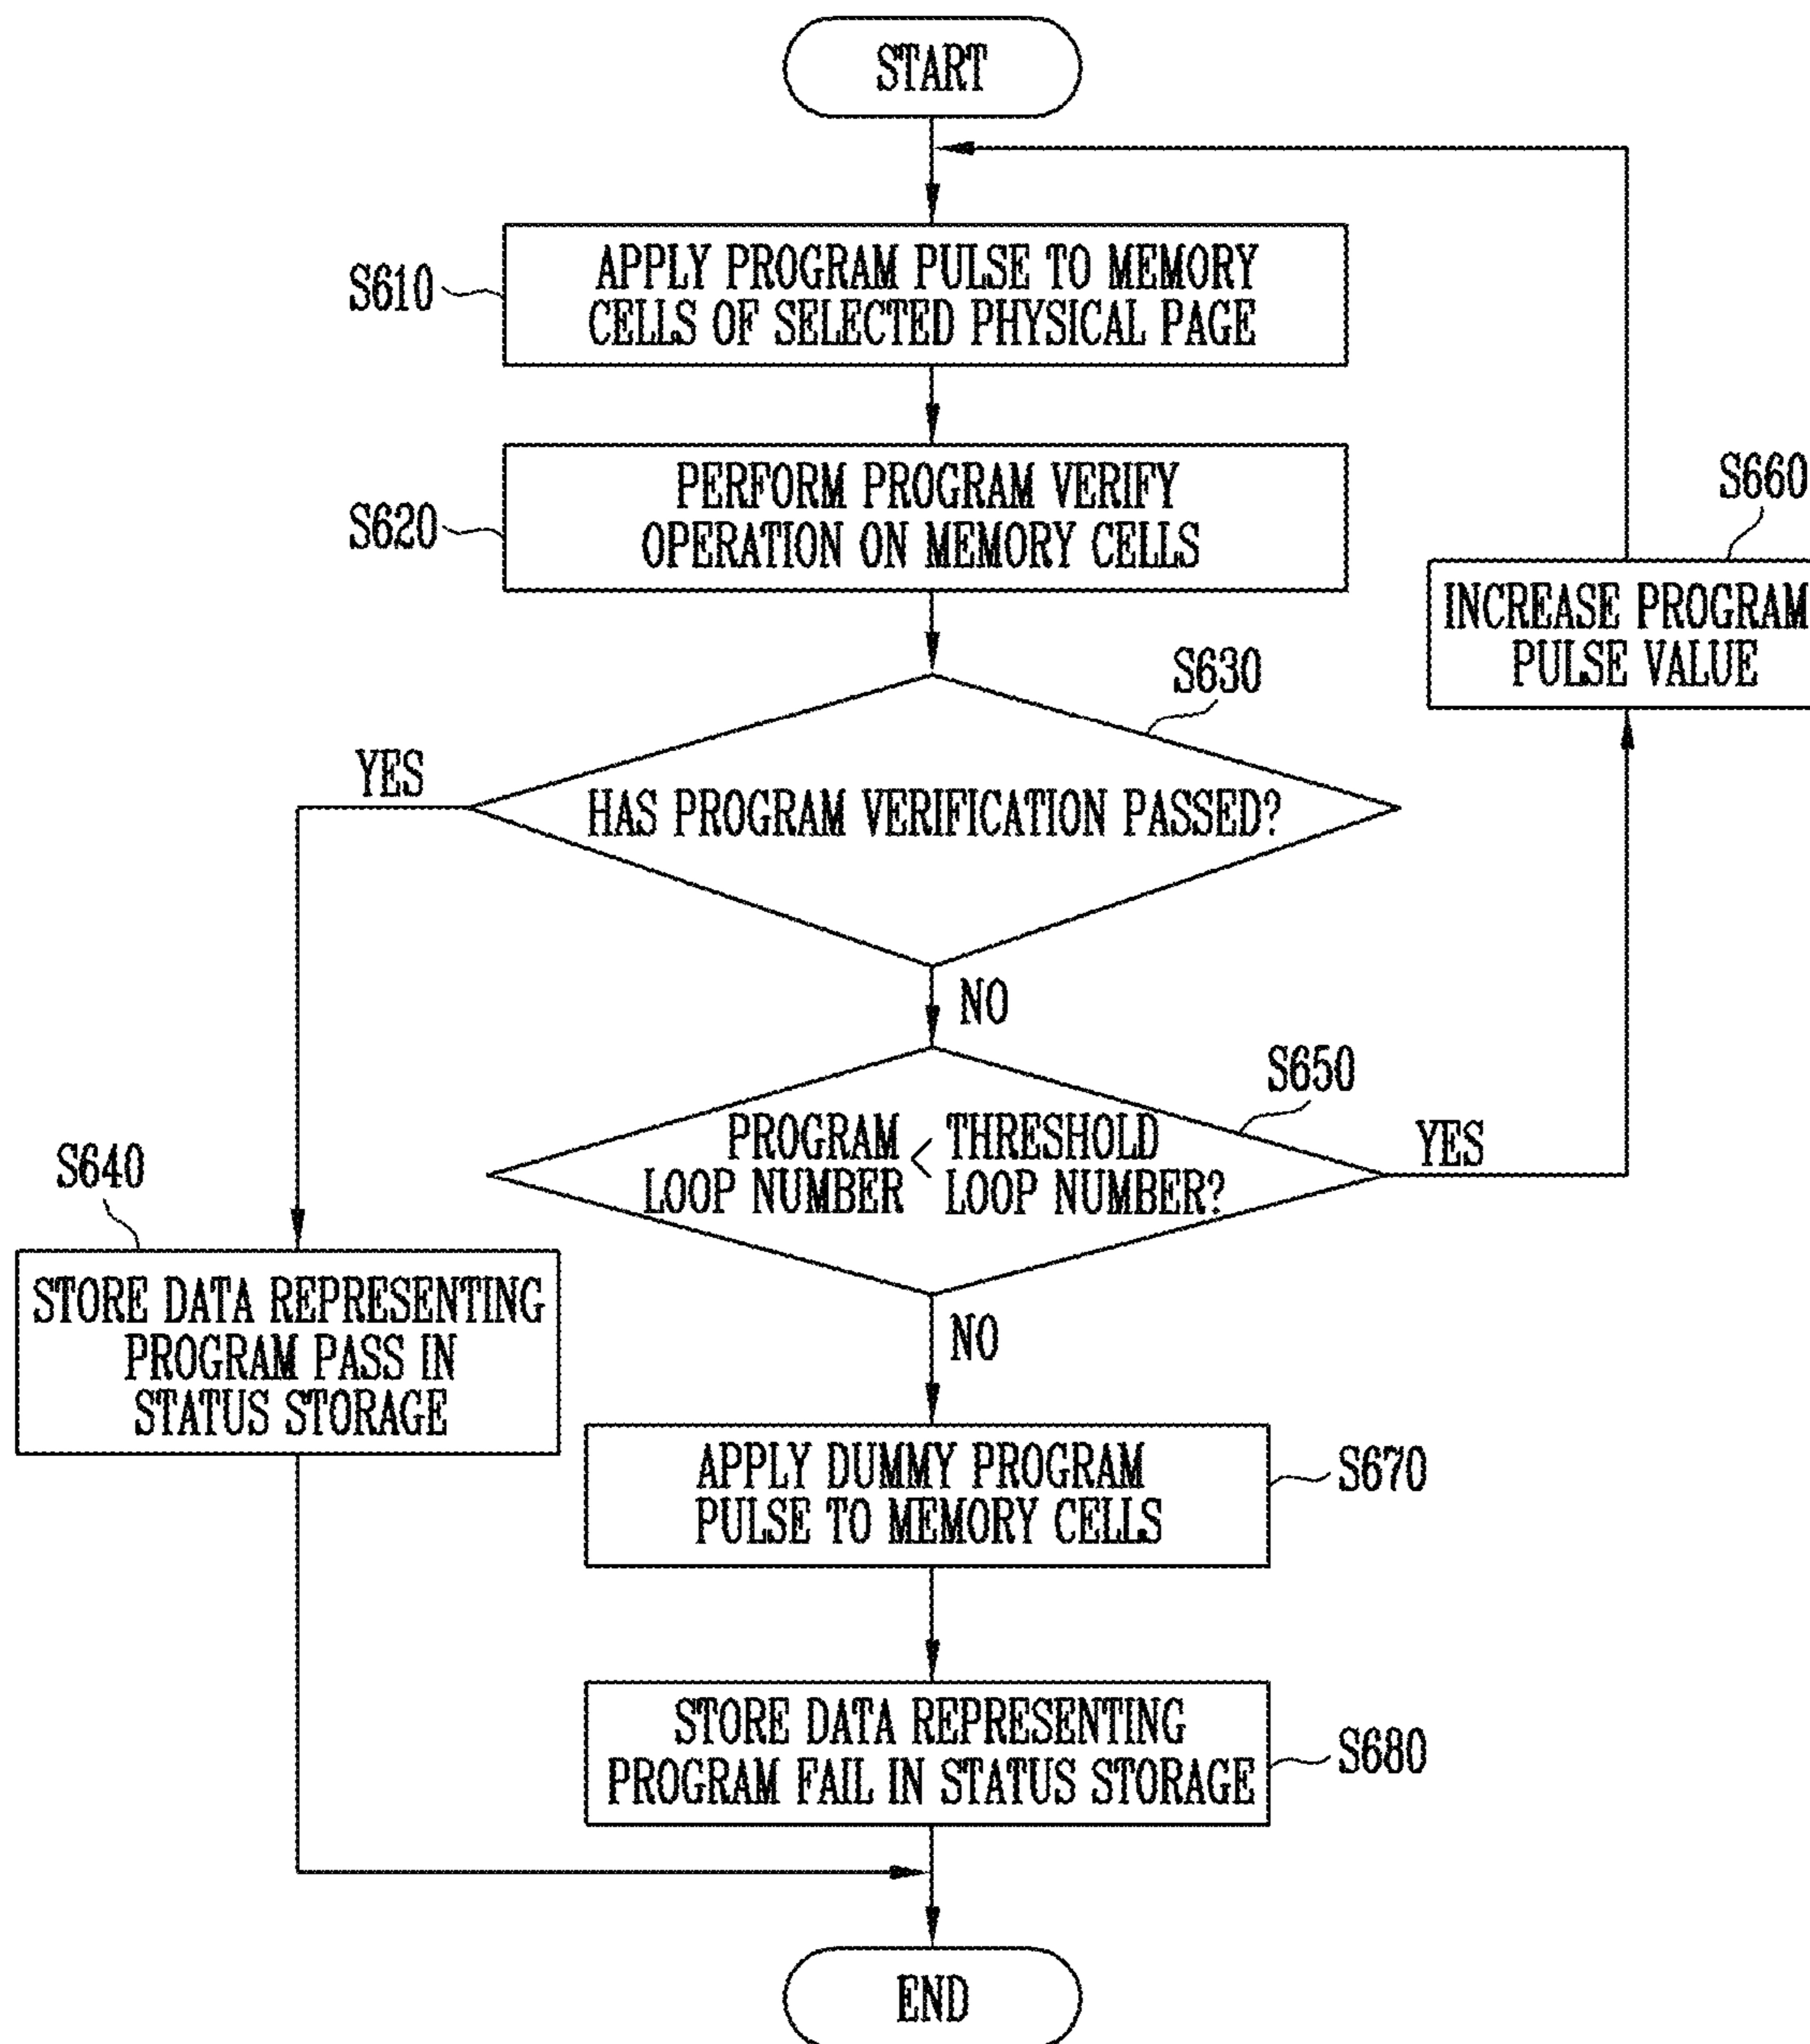 START
S610
APPLY PROGRAM PULSE TO MEMORY
CELLS OF SELECTED PHYSICAL PAGE
S620
PERFORM PROGRAM VERIFY
OPERATION ON MEMORY CELLS
S660
INCREASE PROGRAM
PULSE VALUE
S630
YES
HAS PROGRAM VERIFICATION PASSED?
NO
S650
PROGRAM < THRESHOLD
LOOP NUMBER LOOP NUMBER?
YES
S640
STORE DATA REPRESENTING
PROGRAM PASS IN
STATUS STORAGE
NO
APPLY DUMMY PROGRAM
PULSE TO MEMORY CELLS
S670
STORE DATA REPRESENTING
PROGRAM FAIL IN STATUS STORAGE
S680
END